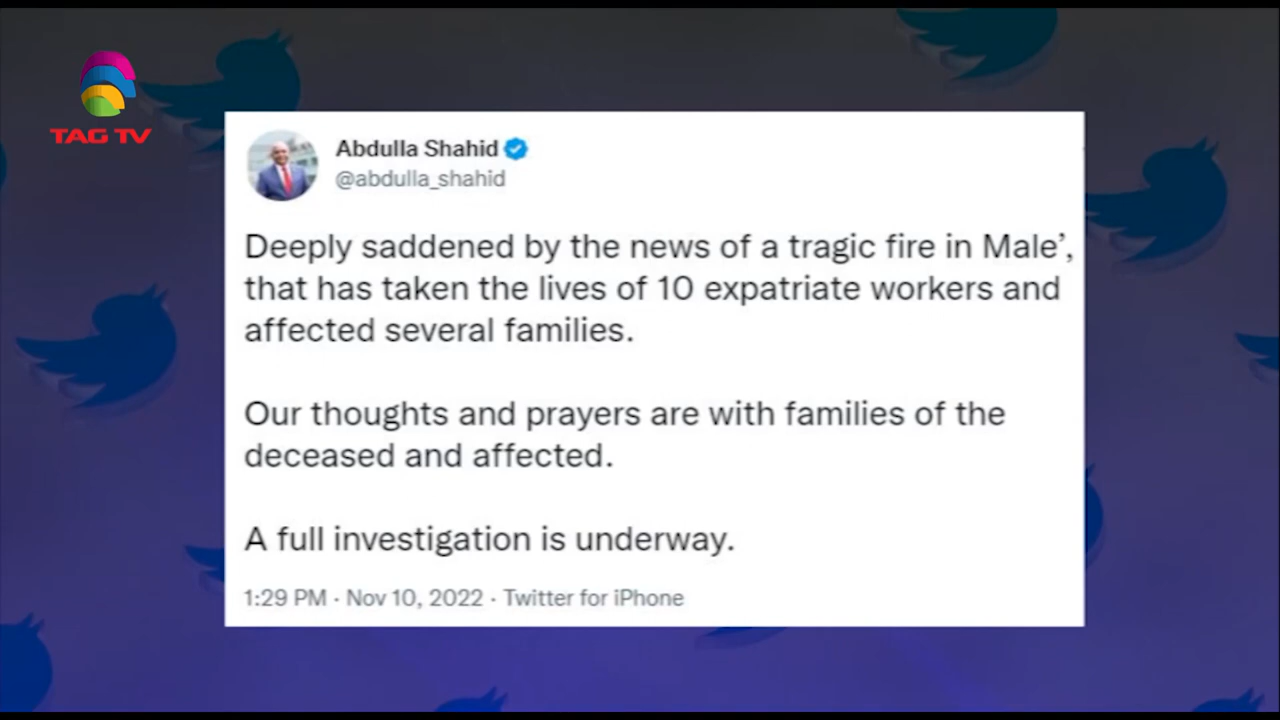 TAG TV
Abdulla Shahid
@abdulla_shahid
Deeply saddened by the news of a tragic fire in Male’,
that has taken the lives of 10 expatriate workers and
affected several families.
Our thoughts and prayers are with families of the
deceased and affected.
A full investigation is underway.
1:29 PM · Nov 10, 2022 · Twitter for iPhone